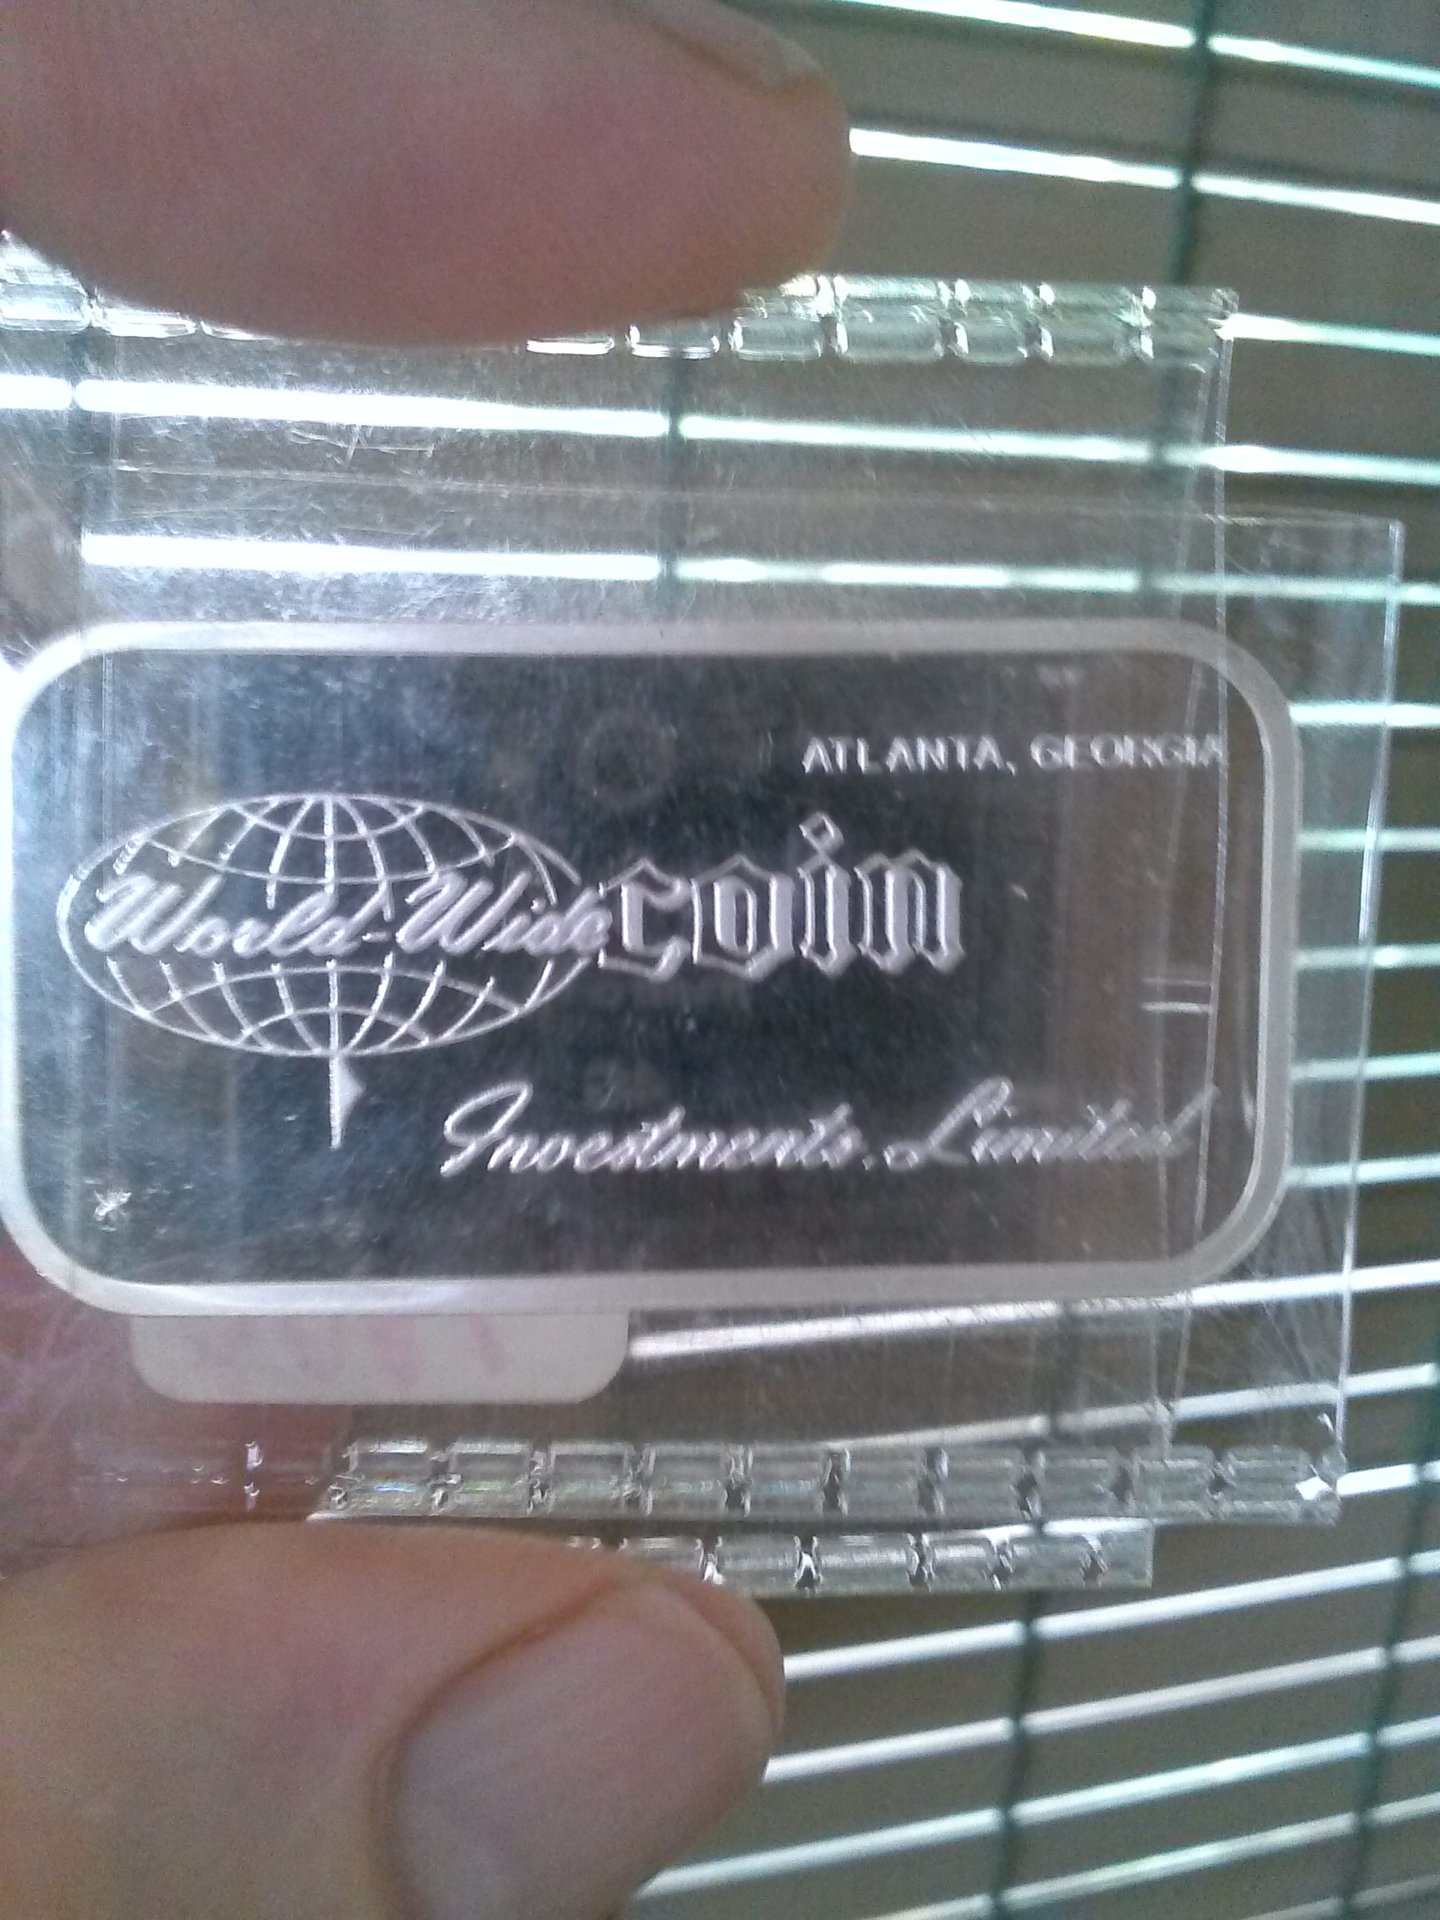 ATLANTA, GEORGIA
World-Wide coin
Investments, Limited